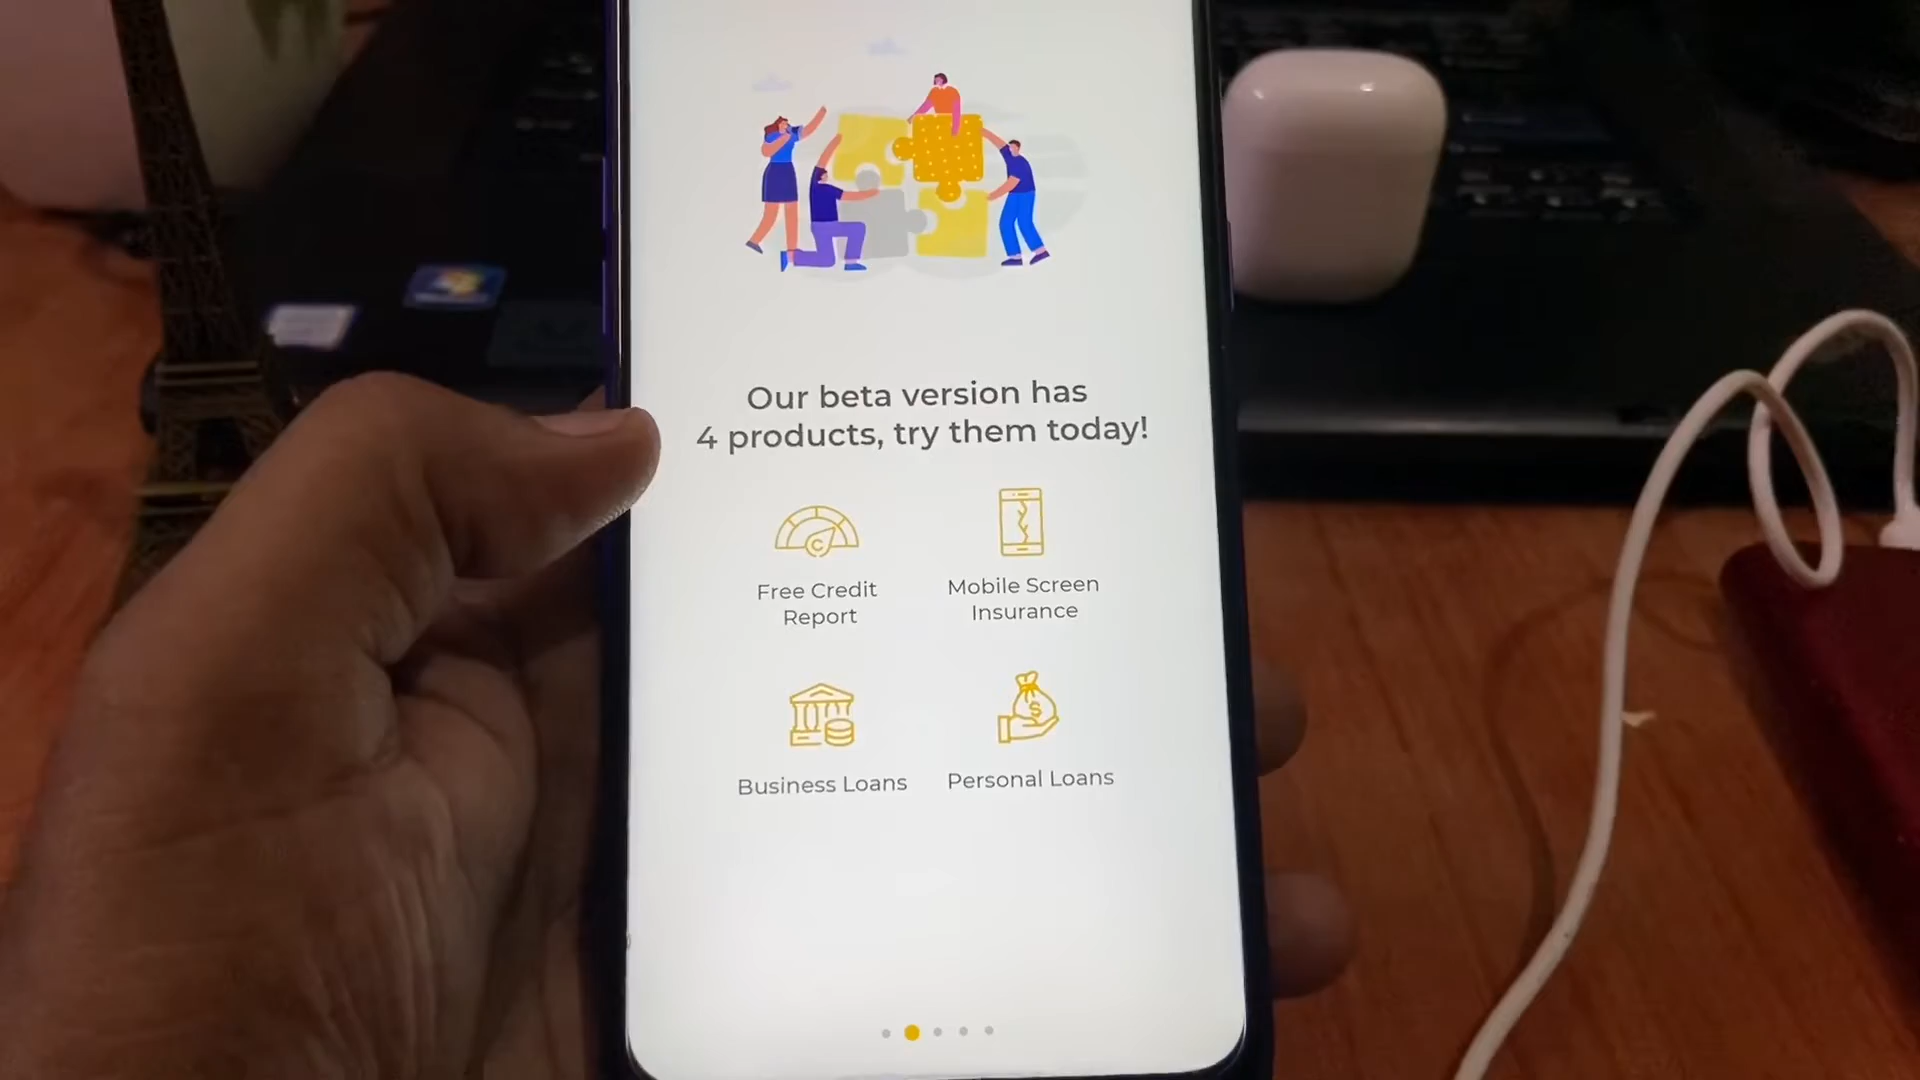 Our beta version has
4 products, try them today!
Free Credit
Report
Mobile Screen
Insurance
Business Loans
Personal Loans